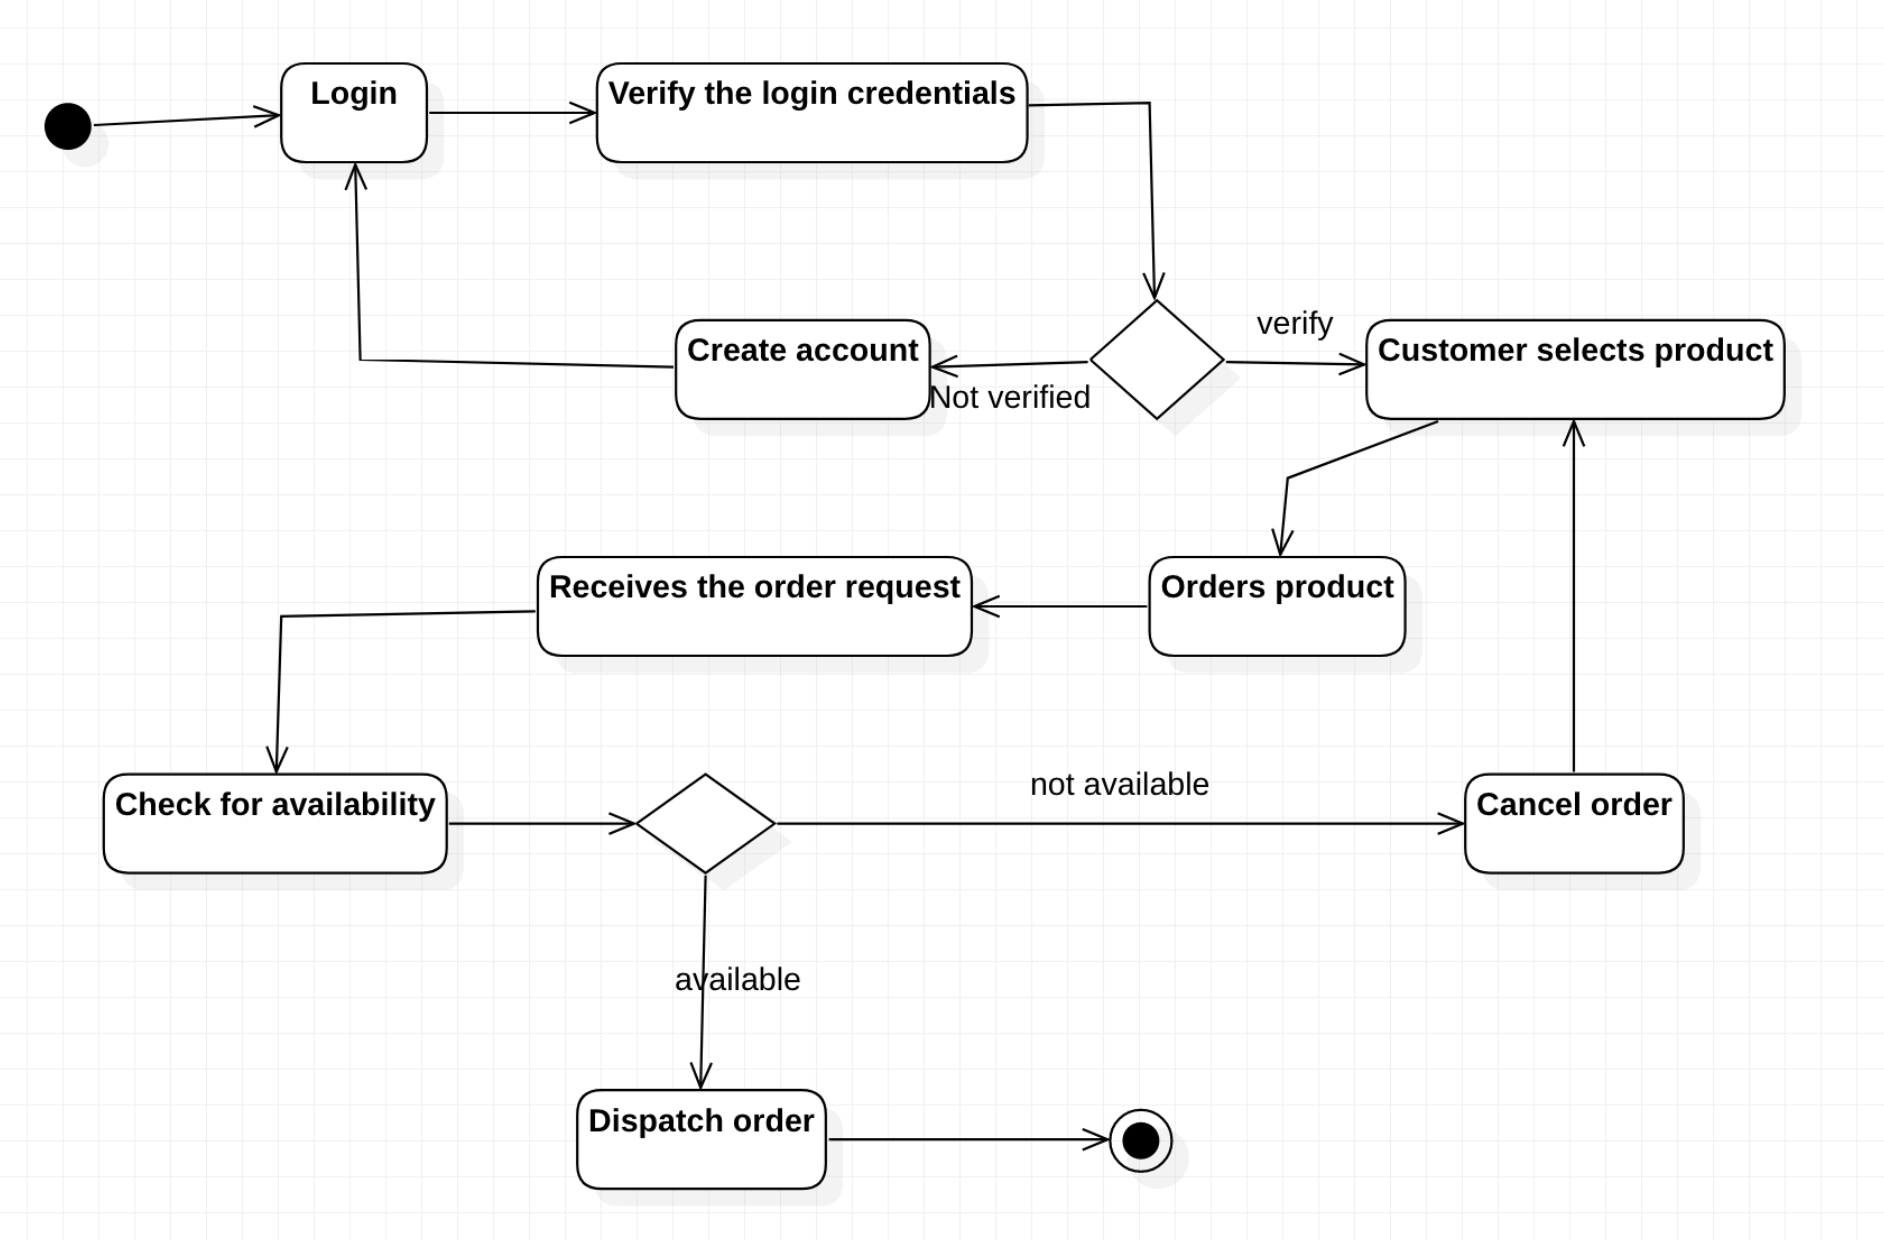 Login
Verify the login credentials
verify
Create account
Customer selects product
Not verified
Receives the order request
Orders product
not available
Check for availability
Cancel order
available
Dispatch order